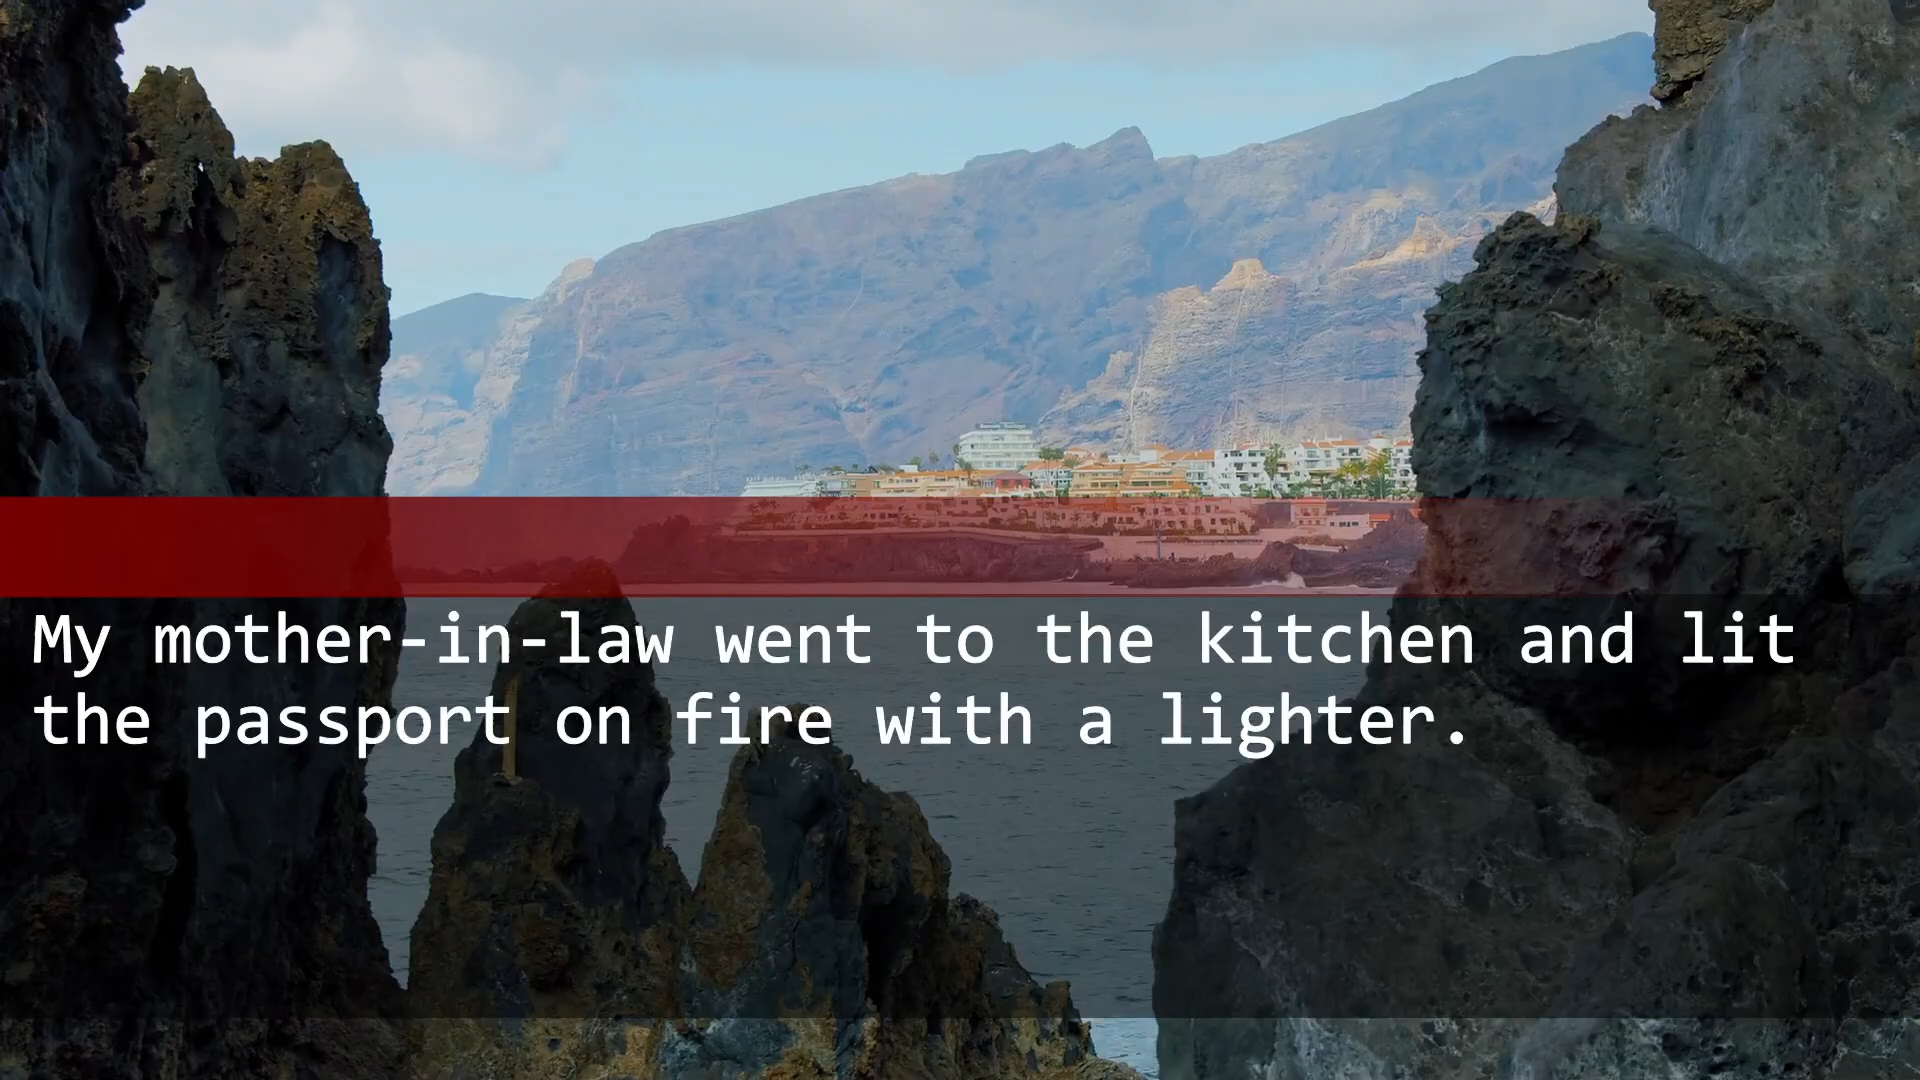 My mother-in-law went to the kitchen and lit
the passport on fire with a lighter.